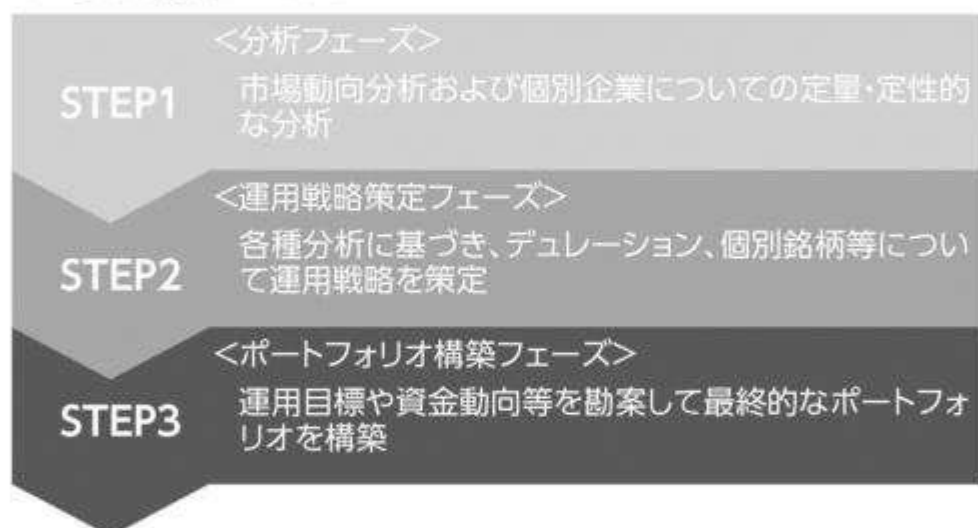 <分析フェーズ>
STEP1
市場動向分析および個別企業についての定量・定性的
な分析
<運用戦略策定フェーズ>
STEP2
各種分析に基づき、デュレーション、個別銘柄等につい
て運用戦略を策定
<ポートフォリオ構築フェーズ>
STEP3
運用目標や資金動向等を勘案して最終的なポートフォ
リオを構築